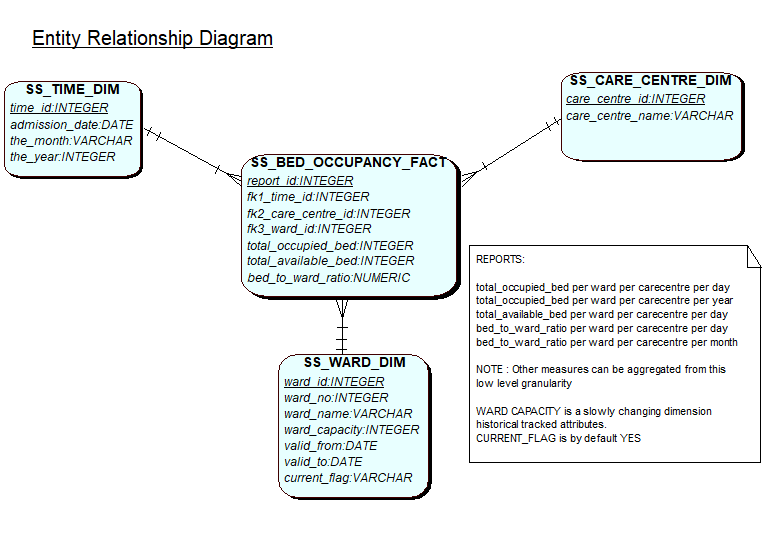 Entity Relationship Diagram
SS_TIME_DIM
time_id:INTEGER
admission_date:DATE
the_month:VARCHAR
the_year:INTEGER
SS_CARE_CENTRE_DIM
care_centre_id:INTEGER
care_centre_name:VARCHAR
SS_BED_OCCUPANCY_FACT
report_id:INTEGER
fk1_time_id:INTEGER
fk2_care_centre_id:INTEGER
fk3_ward_id:INTEGER
total_occupied_bed:INTEGER
total_available_bed:INTEGER
bed_to_ward_ratio:NUMERIC
REPORTS:
total_occupied_bed per ward per carecentre per day
total_occupied_bed per ward per carecentre per year
total_available_bed per ward per carecentre per day
bed_to_ward_ratio per ward per carecentre per day
bed_to_ward_ratio per ward per carecentre per month
NOTE : Other measures can be aggregated from this
low level granularity
WARD CAPACITY is a slowly changing dimension
historical tracked attributes.
CURRENT_FLAG is by default YES
SS_WARD_DIM
ward_id:INTEGER
ward_no:INTEGER
ward_name:VARCHAR
ward_capacity:INTEGER
valid_from:DATE
valid_to:DATE
current_flag:VARCHAR